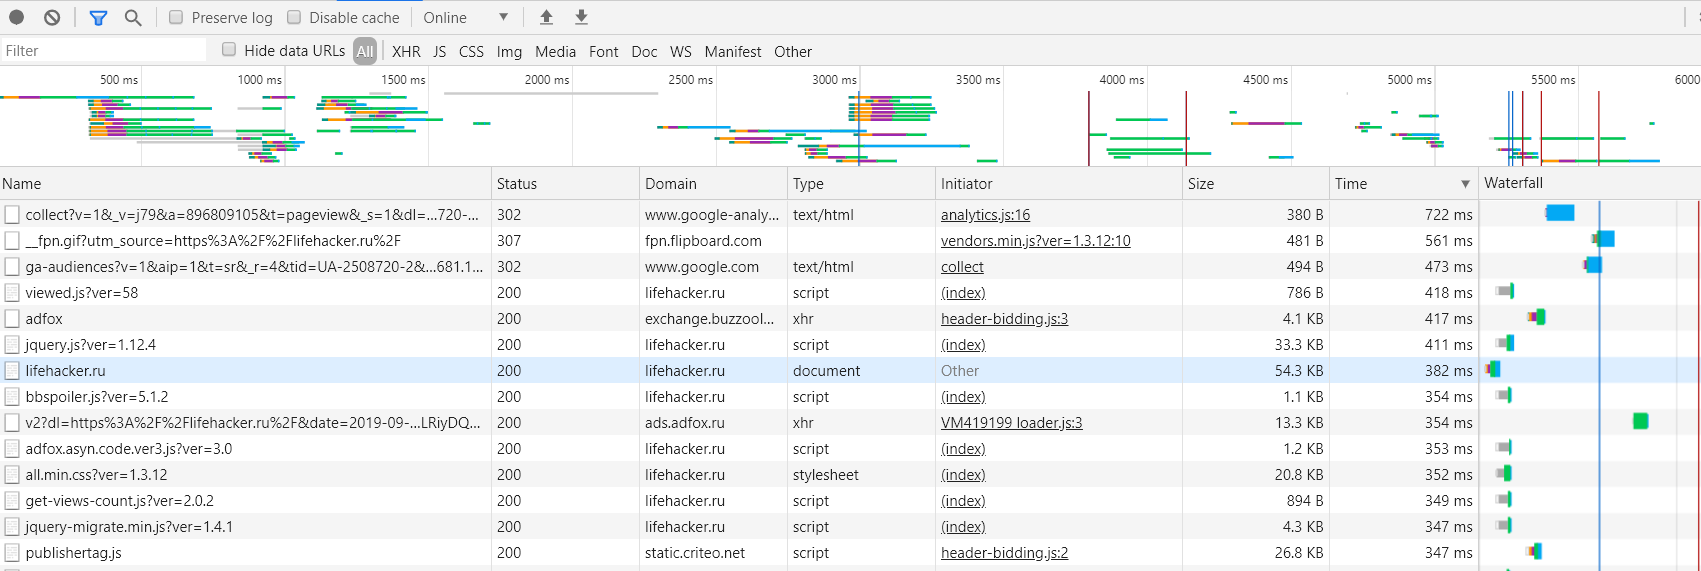 Preserve log Disable cache Online
Filter Hide data URLs All XHR JS CSS Img Media Font Doc WS Manifest Other
500 ms 1000 ms 1500 ms 2000 ms 2500 ms 3000 ms 3500 ms 4000 ms 4500 ms 5000 ms 5500 ms 6000
Name Status Domain Type Initiator Size Time Waterfall
collect?v=1&_v=j79&a=896809105&t=pageview&_s=1&dl=...720-... 302 www.google-analy... text/html analytics.js:16 380 B 722 ms
__fpn.gif?utm_source=https%3A%2F%2Flifehacker.ru%2F 307 fpn.flipboard.com vendors.min.js?ver=1.3.12:10 481 B 561 ms
ga-audiences?v=1&aip=1&t=sr&_r=4&tid=UA-2508720-2&...681.1... 302 www.google.com text/html collect 494 B 473 ms
viewed.js?ver=58 200 lifehacker.ru script (index) 786 B 418 ms
adfox 200 exchange.buzzool... xhr header-bidding.js:3 4.1 KB 417 ms
jquery.js?ver=1.12.4 200 lifehacker.ru script (index) 33.3 KB 411 ms
lifehacker.ru 200 lifehacker.ru document Other 54.3 KB 382 ms
bbspoiler.js?ver=5.1.2 200 lifehacker.ru script (index) 1.1 KB 354 ms
v2?dl=https%3A%2F%2Flifehacker.ru%2F&date=2019-09-...LRiyDQ... 200 ads.adfox.ru xhr VM419199 loader.js:3 13.3 KB 354 ms
adfox.asyn.code.ver3.js?ver=3.0 200 lifehacker.ru script (index) 1.2 KB 353 ms
all.min.css?ver=1.3.12 200 lifehacker.ru stylesheet (index) 20.8 KB 352 ms
get-views-count.js?ver=2.0.2 200 lifehacker.ru script (index) 894 B 349 ms
jquery-migrate.min.js?ver=1.4.1 200 lifehacker.ru script (index) 4.3 KB 347 ms
publishertag.js 200 static.criteo.net script header-bidding.js:2 26.8 KB 347 ms